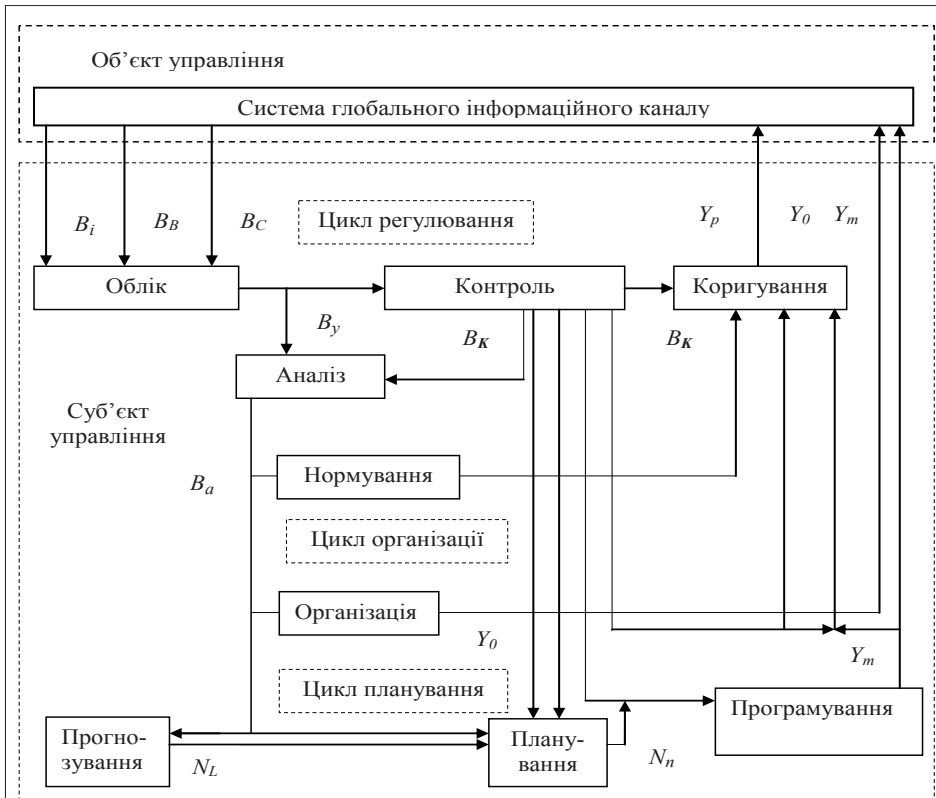 Об’єкт управління
Система глобального інформаційного каналу
B_i B_B B_C Цикл регулювання Y_p Y_0 Y_m
Облік Контроль Коригування
B_y B_K B_K
Аналіз
Суб’єкт
управління
B_a Нормування
Цикл організації
Організація
Y_0 Y_m
Цикл планування
Програмування
Прогно-
зування
N_L
Плану-
вання
N_n